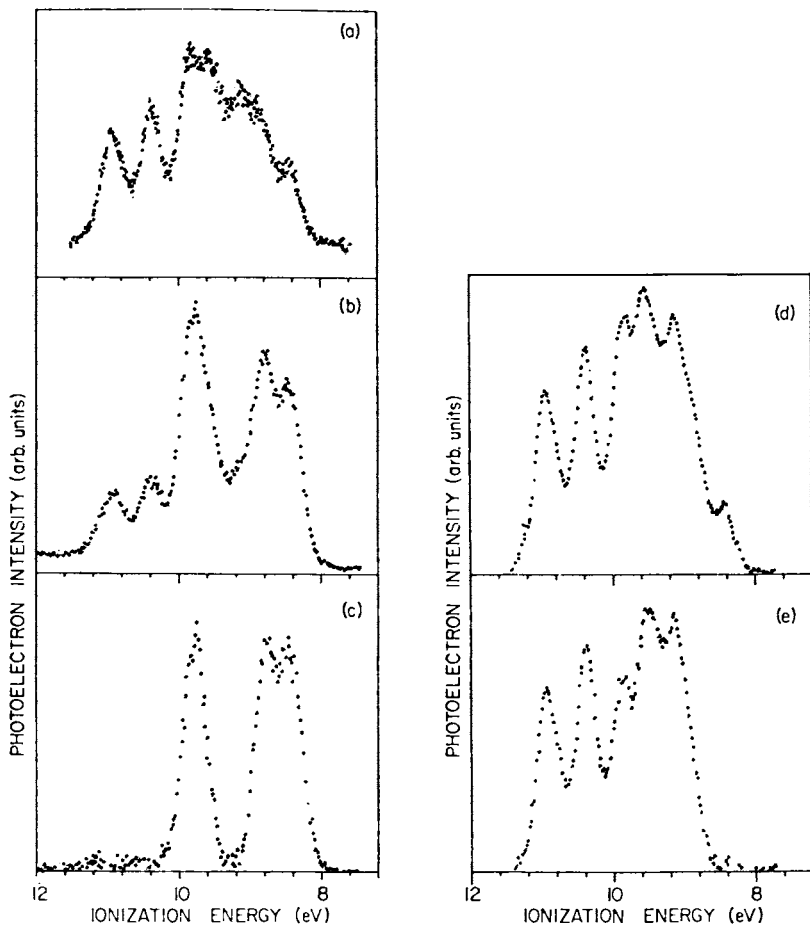 (a)
(b)
(c)
12 10 8
IONIZATION ENERGY (eV)
PHOTOELECTRON INTENSITY (arb. units)
(d)
(e)
12 10 8
IONIZATION ENERGY (eV)
PHOTOELECTRON INTENSITY (arb. units)